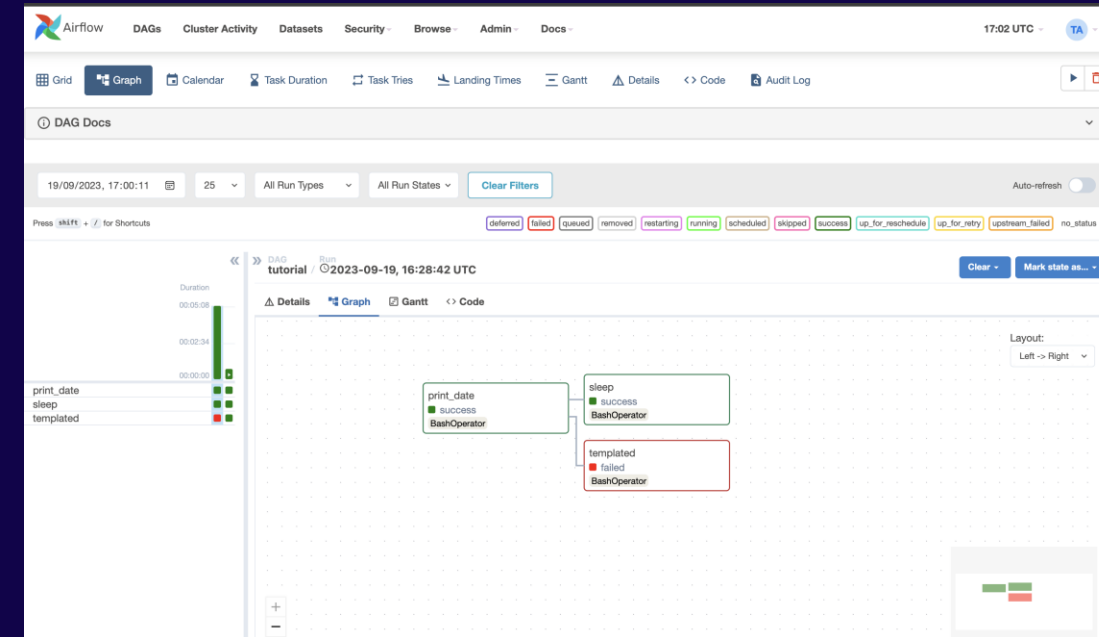 Airflow DAGs Cluster Activity Datasets Security Browse Admin Docs 17:02 UTC TA
Grid Graph Calendar Task Duration Task Tries Landing Times Gantt Details <> Code Audit Log
DAG Docs
19/09/2023, 17:00:11 25 All Run Types All Run States Clear Filters Auto-refresh
Press shift + / for Shortcuts deferred failed queued removed restarting running scheduled skipped success up_for_reschedule up_for_retry upstream_failed no_status
DAG Run
tutorial / 2023-09-19, 16:28:42 UTC Clear Mark state as...
Duration
Details Graph Gantt <> Code
00:05:08
Layout:
00:02:34
Left -> Right
00:00:00
print_date
sleep
templated
print_date
success
BashOperator
sleep
success
BashOperator
templated
failed
BashOperator
+
−